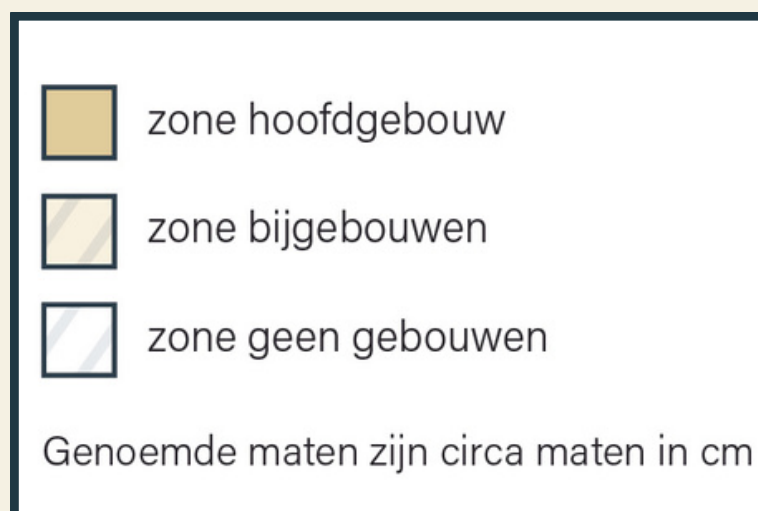 zone hoofdgebouw
zone bijgebouwen
zone geen gebouwen
Genoemde maten zijn circa maten in cm